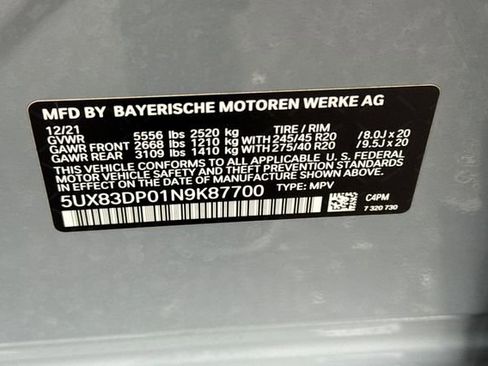 MFD BY BAYERISCHE MOTOREN WERKE AG
12/21 TIRE / RIM
GVWR 5556 lbs 2520 kg
GAWR FRONT 2668 lbs 1210 kg WITH 245/45 R20 /8.0J x 20
GAWR REAR 3109 lbs 1410 kg WITH 275/40 R20 /9.5J x 20
THIS VEHICLE CONFORMS TO ALL APPLICABLE U. S. FEDERAL
MOTOR VEHICLE SAFETY STANDARDS IN EFFECT ON THE DATE OF
MANUFACTURE SHOWN ABOVE.
5UX83DP01N9K87700 TYPE: MPV
C4PM
7 320 730